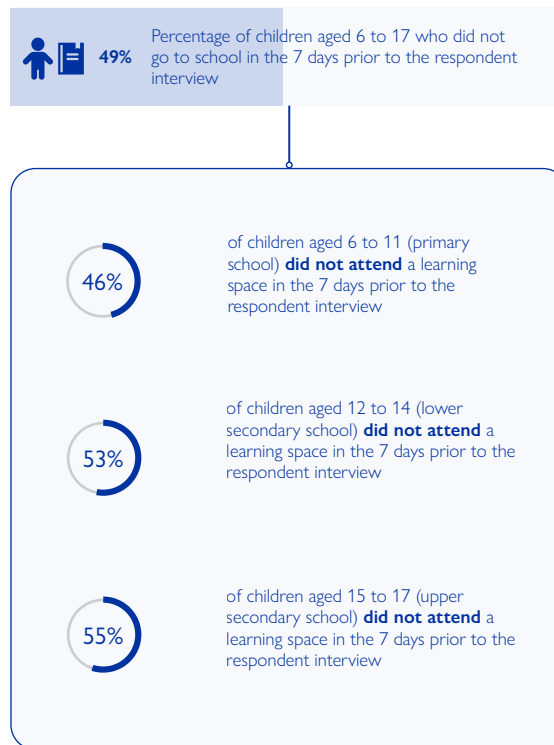 49%
Percentage of children aged 6 to 17 who did not
go to school in the 7 days prior to the respondent
interview
46%
of children aged 6 to 11 (primary
school) did not attend a learning
space in the 7 days prior to the
respondent interview
53%
of children aged 12 to 14 (lower
secondary school) did not attend a
learning space in the 7 days prior to the
respondent interview
55%
of children aged 15 to 17 (upper
secondary school) did not attend a
learning space in the 7 days prior to the
respondent interview